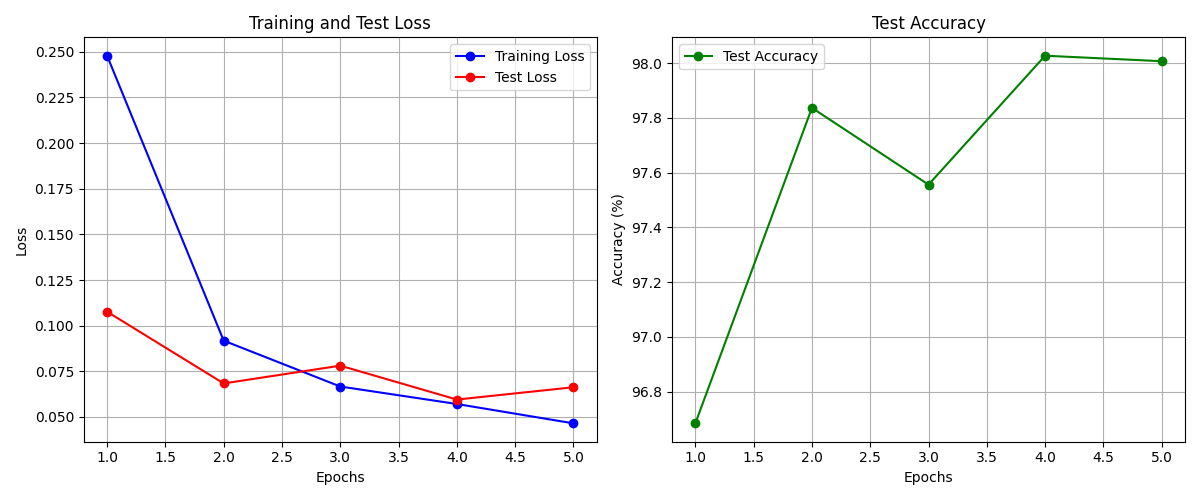 Training and Test Loss
Training Loss
Test Loss
0.250
0.225
0.200
0.175
0.150
0.125
0.100
0.075
0.050
Loss
1.0 1.5 2.0 2.5 3.0 3.5 4.0 4.5 5.0
Epochs
Test Accuracy
Test Accuracy
98.0
97.8
97.6
97.4
97.2
97.0
96.8
Accuracy (%)
1.0 1.5 2.0 2.5 3.0 3.5 4.0 4.5 5.0
Epochs